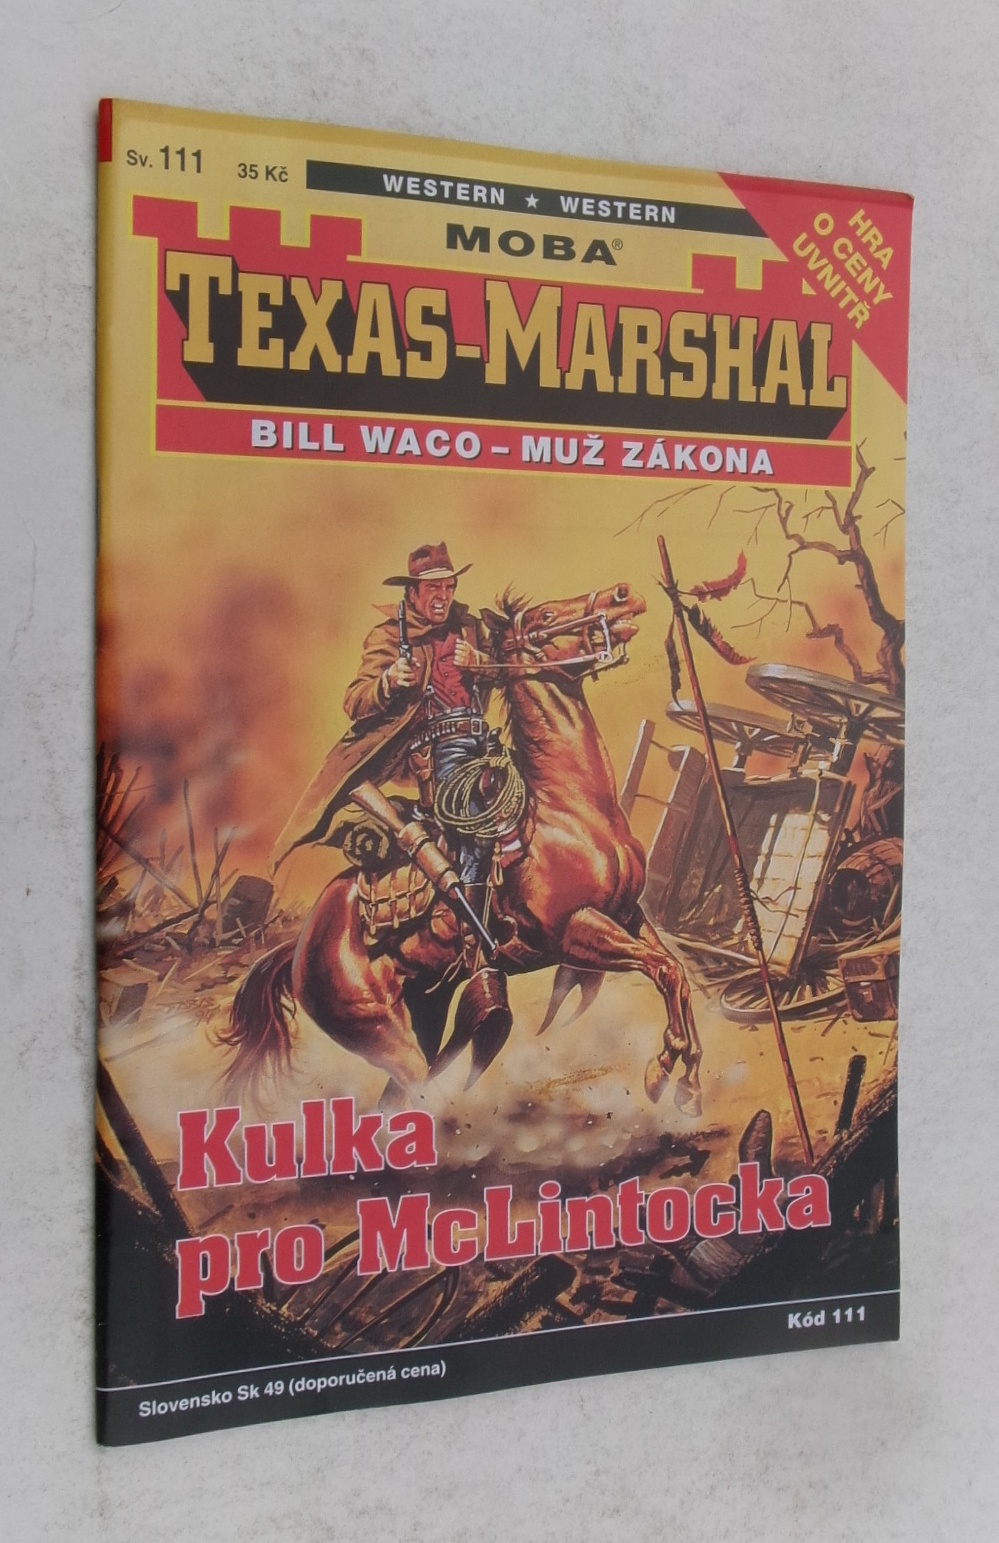 Sv. 111 35 Kč
WESTERN ★ WESTERN
HRA
O CENY
UVNITŘ
MOBA®
TEXAS-MARSHAL
BILL WACO – MUŽ ZÁKONA
Kulka
pro McLintocka
Kód 111
Slovensko Sk 49 (doporučená cena)